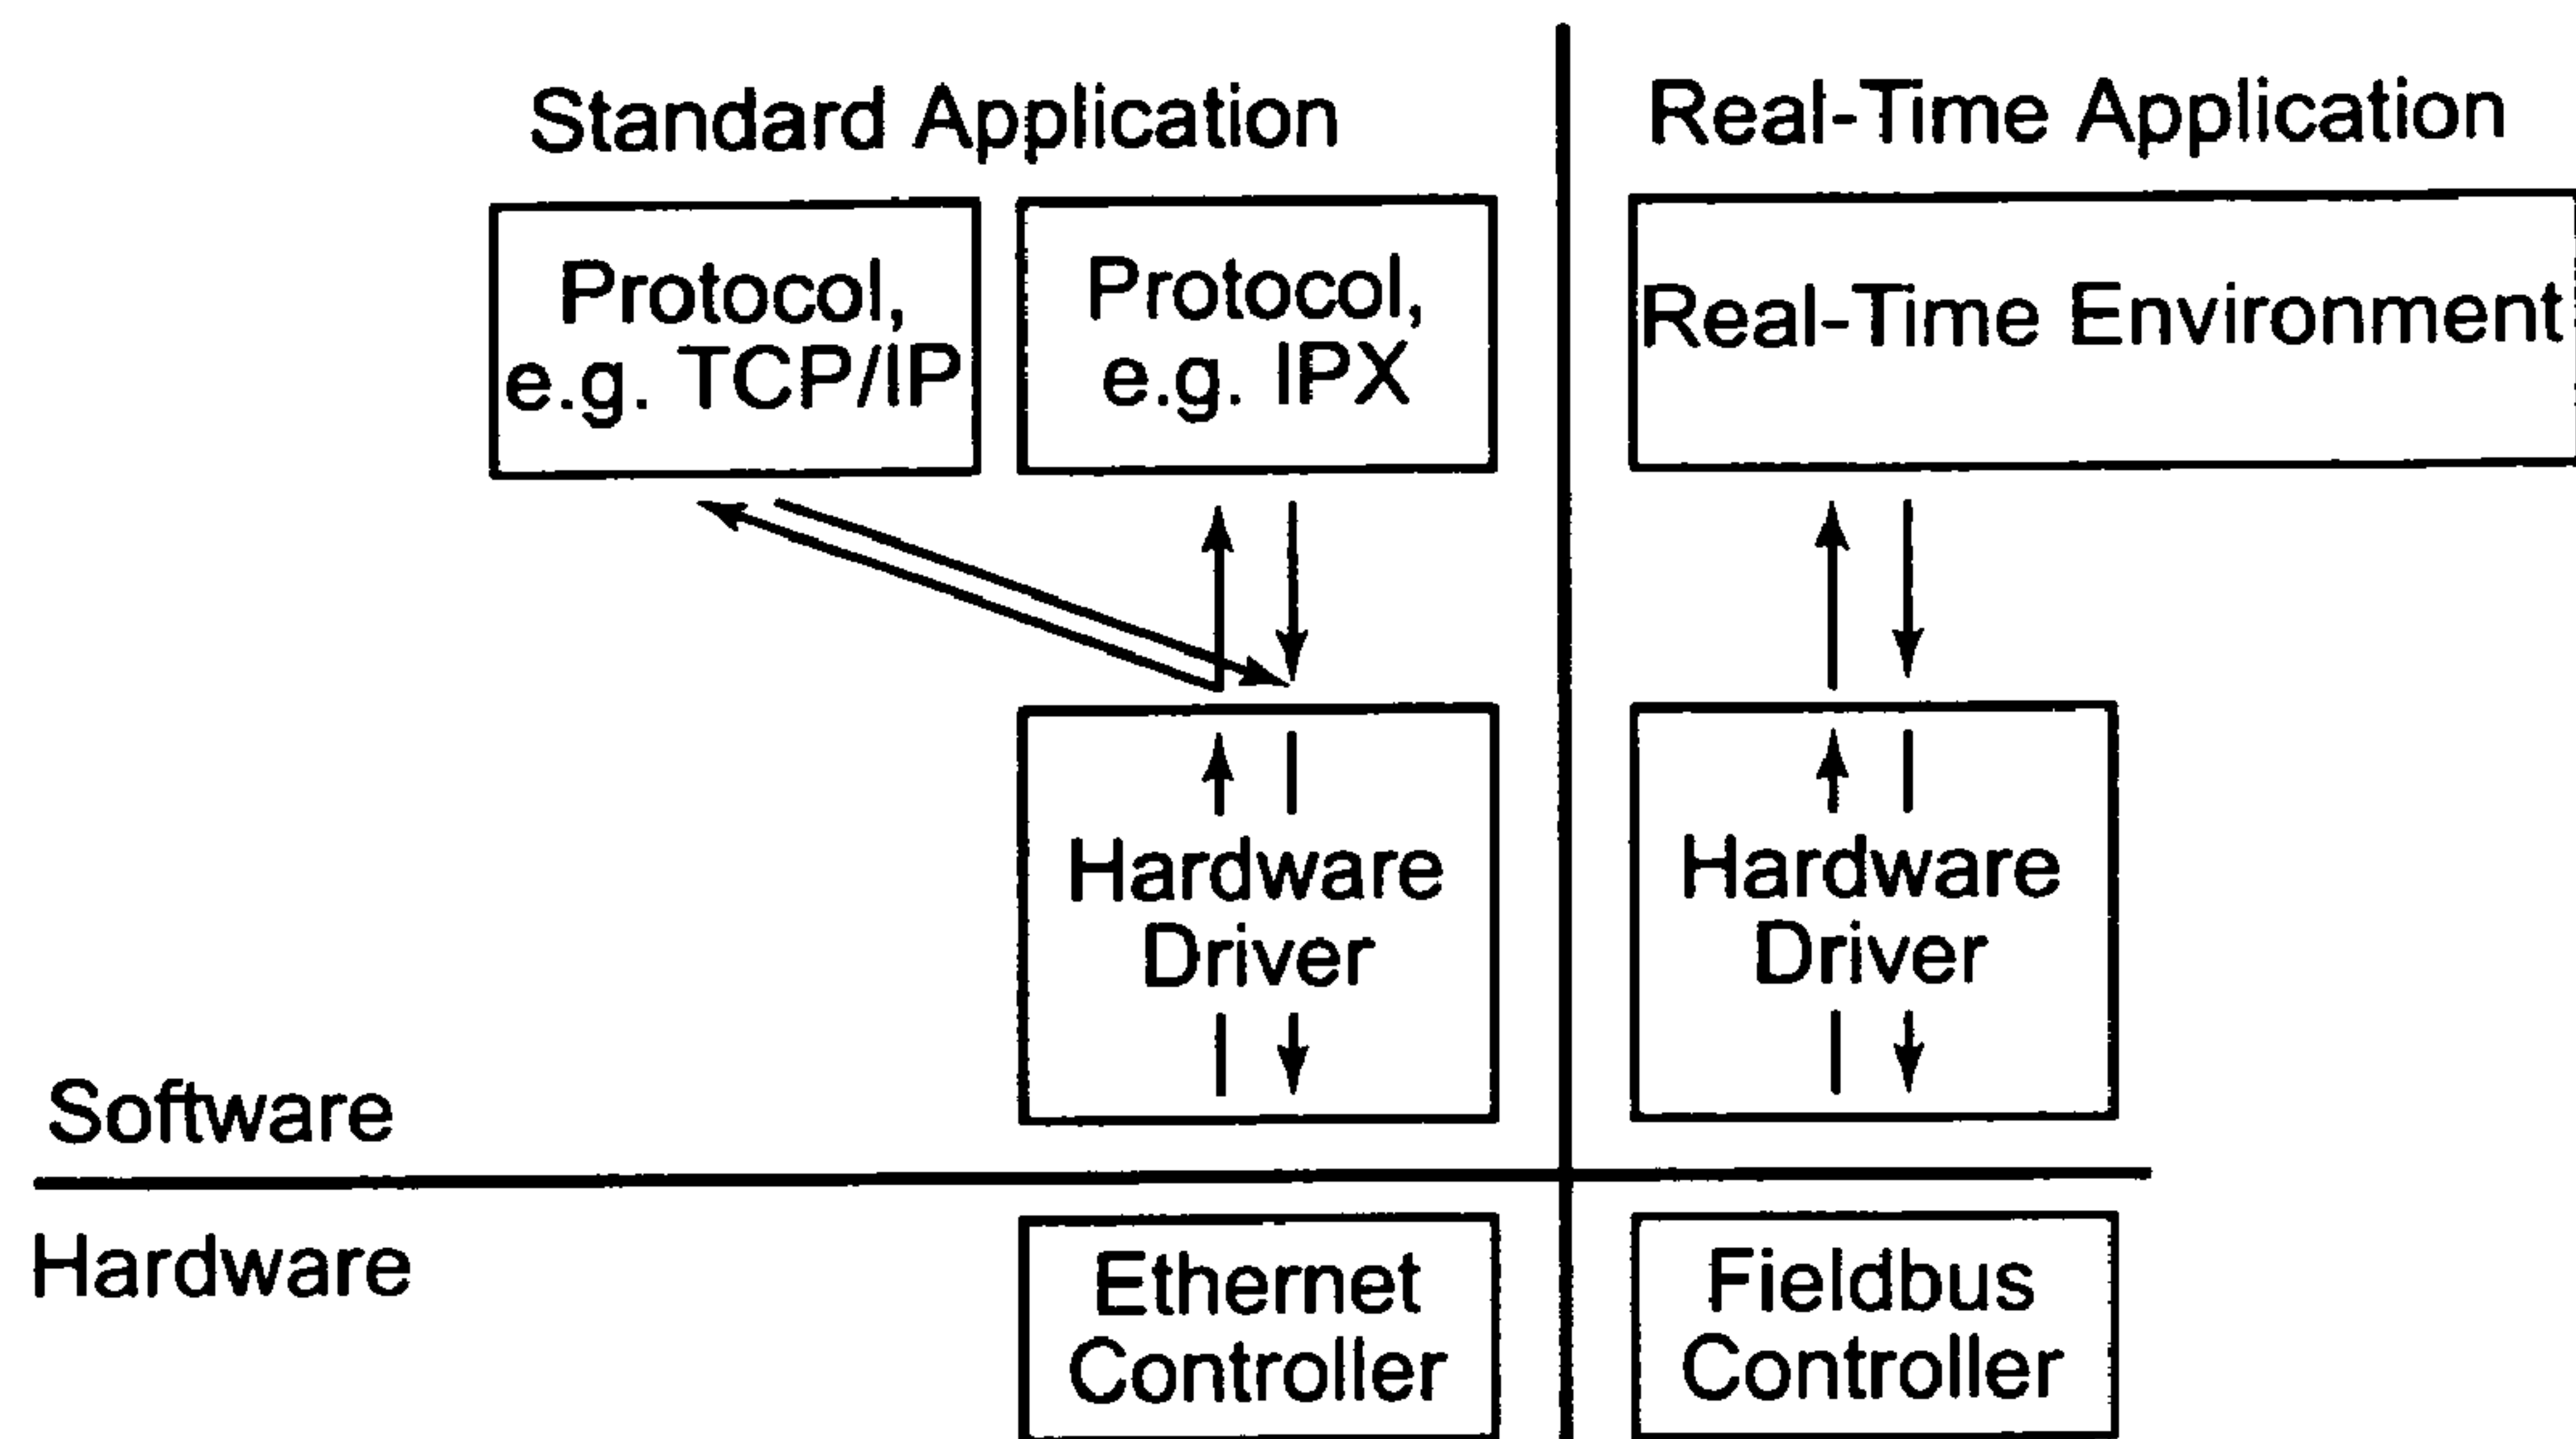 Standard Application
Real-Time Application
Protocol,
e.g. TCP/IP
Protocol,
e.g. IPX
Real-Time Environment
Hardware
Driver
Hardware
Driver
Software
Hardware
Ethernet
Controller
Fieldbus
Controller